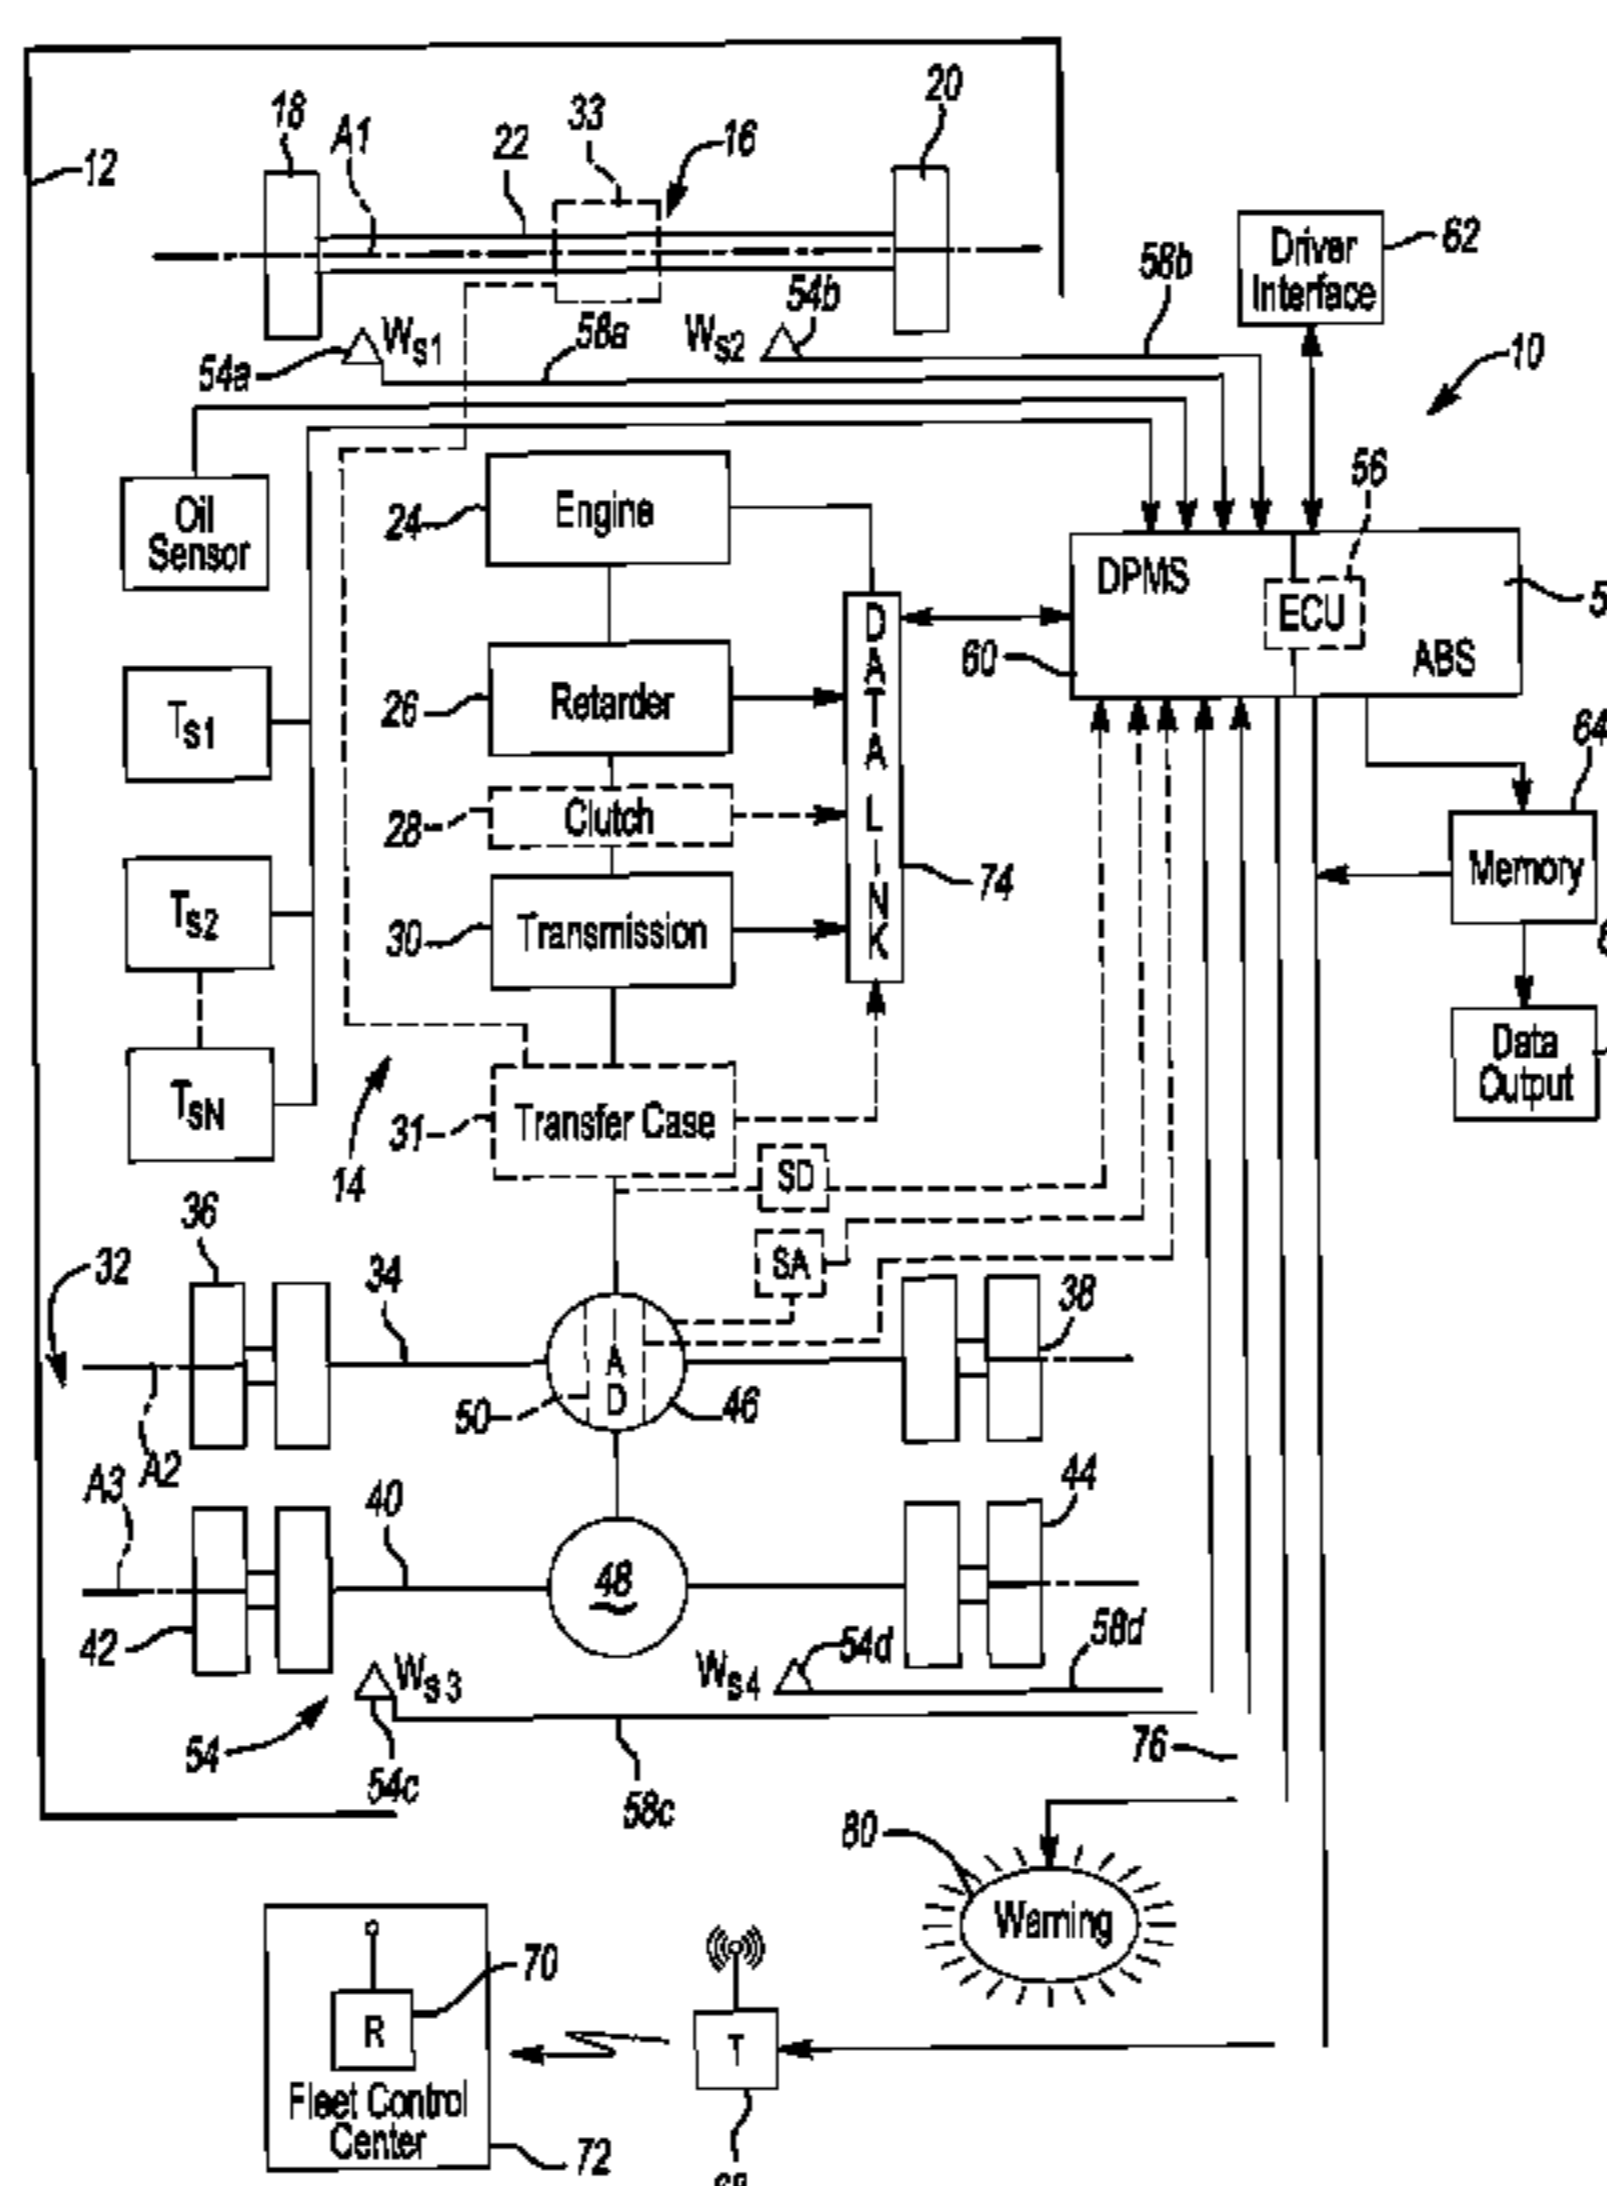 20
18
33
A1
22
16
12
62
Driver
Interface
58b
54b
Ws1
58a
Ws2
54a
10
56
24
Engine
Oil
Sensor
DPMS
ECU
ABS
60
DATA LINK
26
Retarder
Ts1
64
28
Clutch
74
Memory
Ts2
30
Transmission
Data
Output
TsN
31
Transfer Case
14
SD
36
SA
32
34
38
AD
50
46
A2
A3
40
44
48
42
58d
54d
Ws3
Ws4
54
76
54c
58c
80
Warning
70
R
T
Fleet Control
Center
72